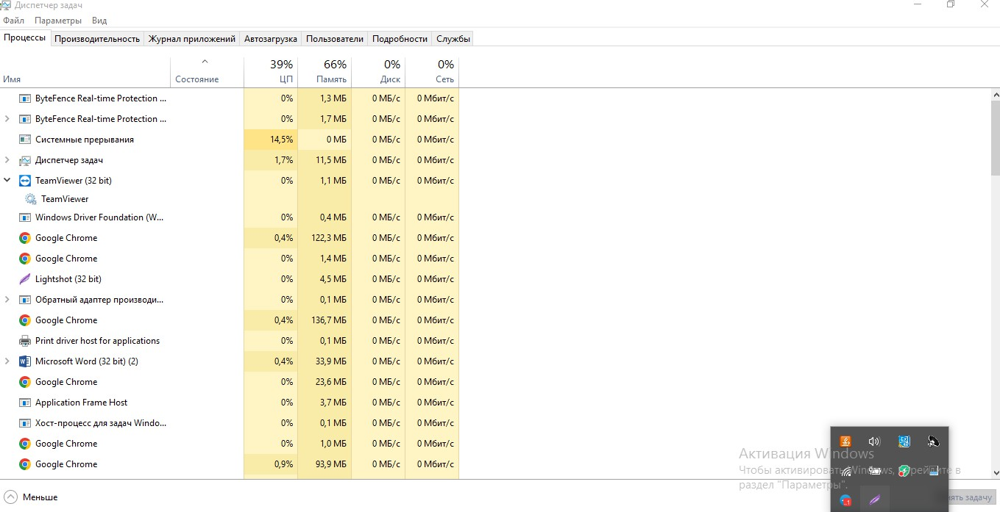 Диспетчер задач
Файл Параметры Вид
Процессы Производительность Журнал приложений Автозагрузка Пользователи Подробности Службы
39% 66% 0% 0%
Имя Состояние ЦП Память Диск Сеть
ByteFence Real-time Protection ... 0% 1,3 МБ 0 МБ/с 0 Мбит/с
ByteFence Real-time Protection ... 0% 1,7 МБ 0 МБ/с 0 Мбит/с
Системные прерывания 14,5% 0 МБ 0 МБ/с 0 Мбит/с
Диспетчер задач 1,7% 11,5 МБ 0 МБ/с 0 Мбит/с
TeamViewer (32 bit) 0% 1,1 МБ 0 МБ/с 0 Мбит/с
TeamViewer
Windows Driver Foundation (W... 0% 0,4 МБ 0 МБ/с 0 Мбит/с
Google Chrome 0,4% 122,3 МБ 0 МБ/с 0 Мбит/с
Google Chrome 0% 1,4 МБ 0 МБ/с 0 Мбит/с
Lightshot (32 bit) 0% 4,5 МБ 0 МБ/с 0 Мбит/с
Обратный адаптер производи... 0% 0,1 МБ 0 МБ/с 0 Мбит/с
Google Chrome 0,4% 136,7 МБ 0 МБ/с 0 Мбит/с
Print driver host for applications 0% 0,1 МБ 0 МБ/с 0 Мбит/с
Microsoft Word (32 bit) (2) 0,4% 33,9 МБ 0 МБ/с 0 Мбит/с
Google Chrome 0% 23,6 МБ 0 МБ/с 0 Мбит/с
Application Frame Host 0% 3,7 МБ 0 МБ/с 0 Мбит/с
Хост-процесс для задач Windo... 0% 0,1 МБ 0 МБ/с 0 Мбит/с
Google Chrome 0% 1,0 МБ 0 МБ/с 0 Мбит/с
Google Chrome 0,9% 93,9 МБ 0 МБ/с 0 Мбит/с
Активация Windows
Чтобы активировать Windows, перейдите в
раздел "Параметры".
Меньше
задачу